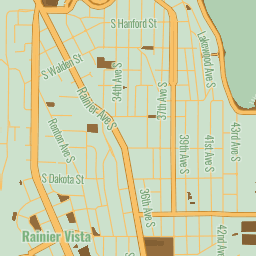 S Hanford St
Lakewood Ave S
S Walden St
34th Ave S
Rainier Ave S
37th Ave S
Renton Ave S
39th Ave S
41st Ave S
43rd Ave S
S Dakota St
36th Ave S
Rainier Vista
42nd Ave S